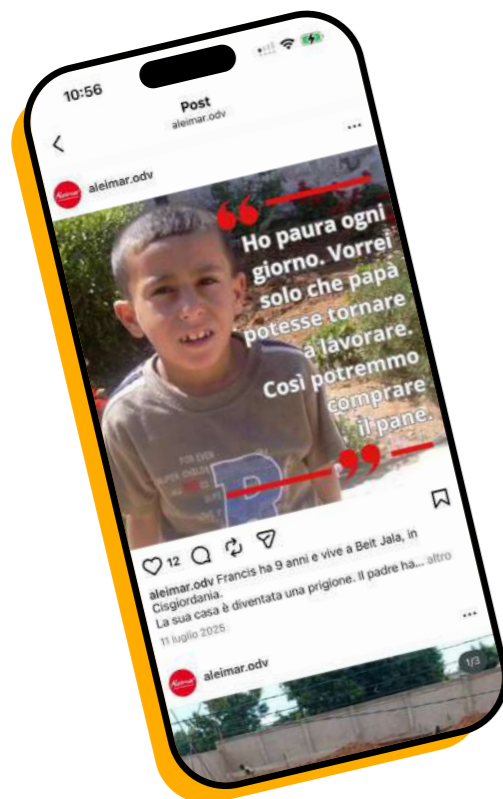 10:56
Post
aleimar.odv
aleimar.odv
Ho paura ogni
giorno. Vorrei
solo che papà
potesse tornare
a lavorare.
Così potremmo
comprare
il pane.
12
aleimar.odv Francis ha 9 anni e vive a Beit Jala, in
Cisgiordania.
La sua casa è diventata una prigione. Il padre ha... altro
11 luglio 2025
aleimar.odv
1/3